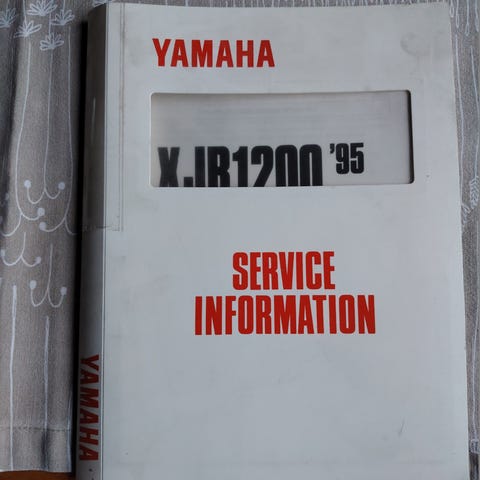 YAMAHA
XJR1200 '95
SERVICE
INFORMATION
YAMAHA